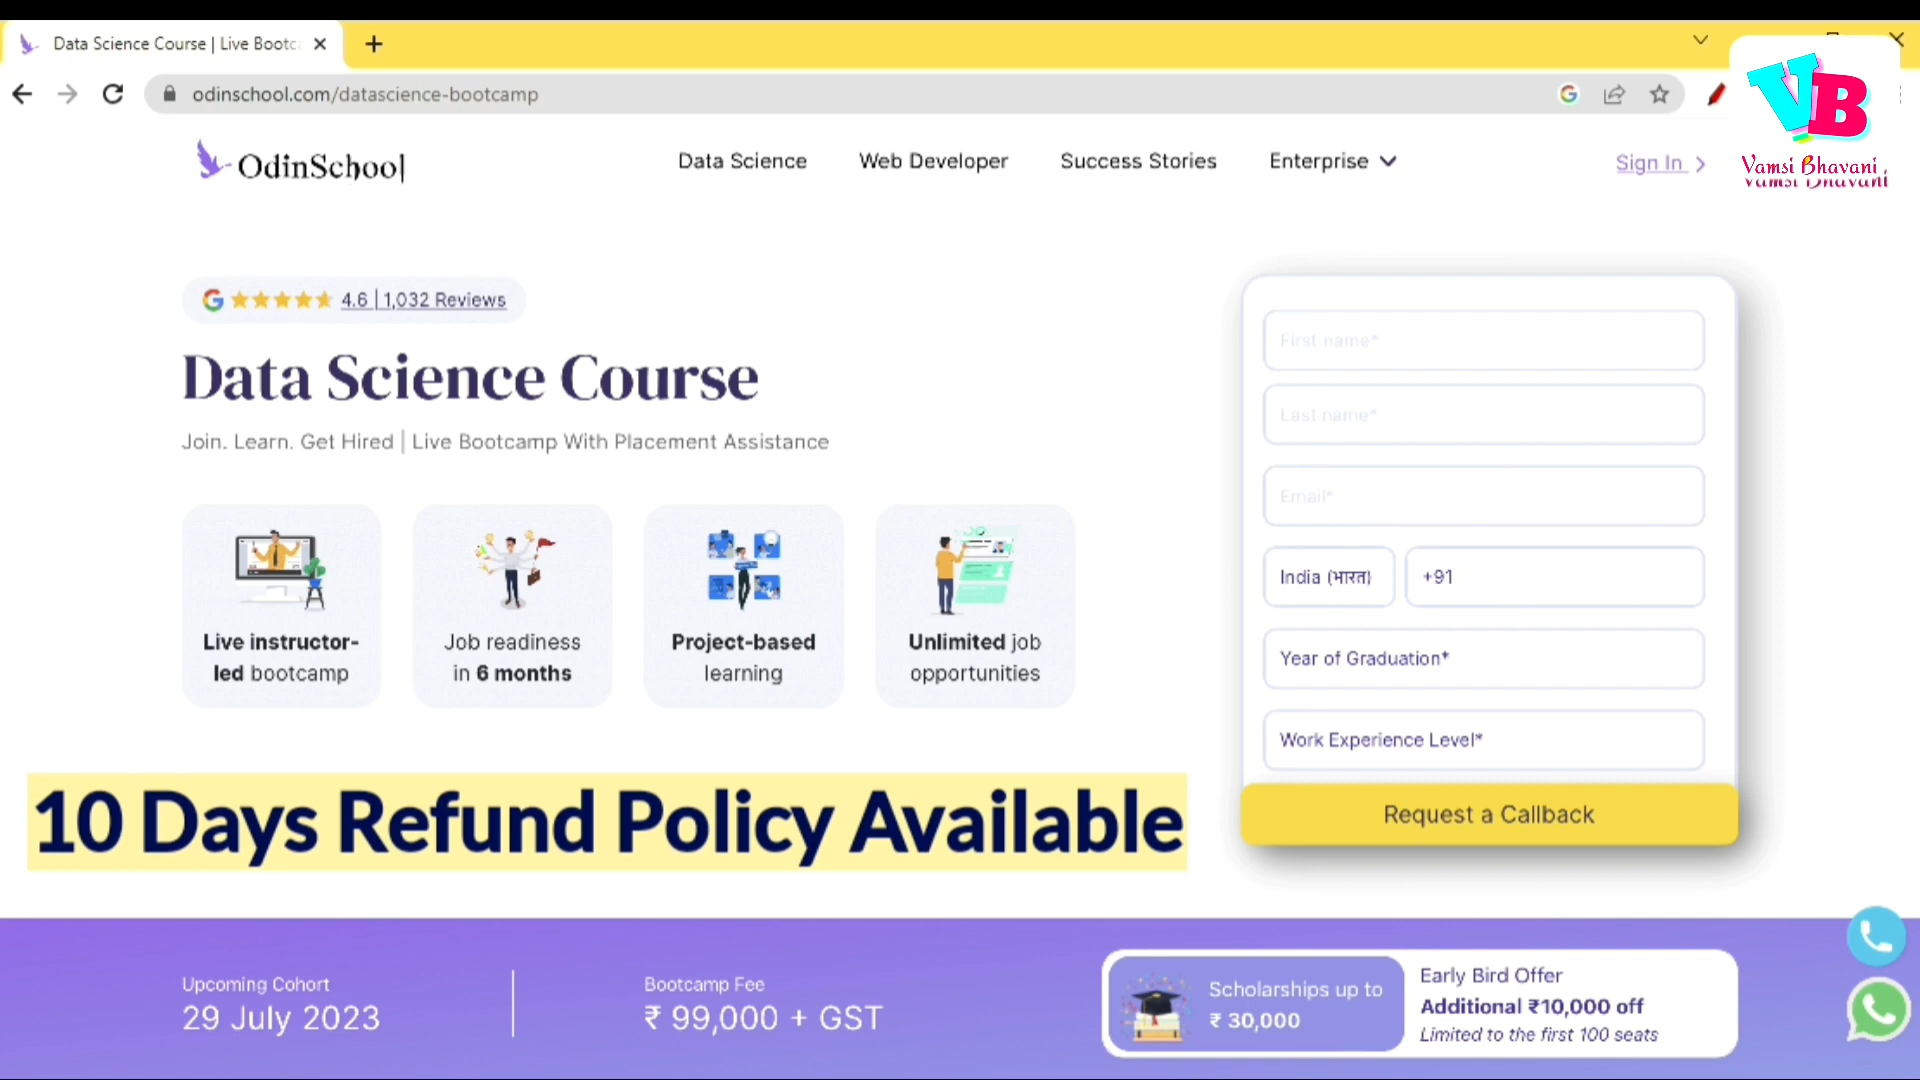 Data Science Course | Live Bootc
odinschool.com/datascience-bootcamp
VB
Vamsi Bhavani
Vamsi Bhavani
OdinSchool
Data Science
Web Developer
Success Stories
Enterprise
Sign In
4.6 | 1,032 Reviews
Data Science Course
Join. Learn. Get Hired | Live Bootcamp With Placement Assistance
Live instructor-
led bootcamp
Job readiness
in 6 months
Project-based
learning
Unlimited job
opportunities
First name*
Last name*
Email*
India (भारत)
+91
Year of Graduation*
Work Experience Level*
Request a Callback
10 Days Refund Policy Available
Upcoming Cohort
29 July 2023
Bootcamp Fee
₹ 99,000 + GST
Scholarships up to
₹ 30,000
Early Bird Offer
Additional ₹10,000 off
Limited to the first 100 seats